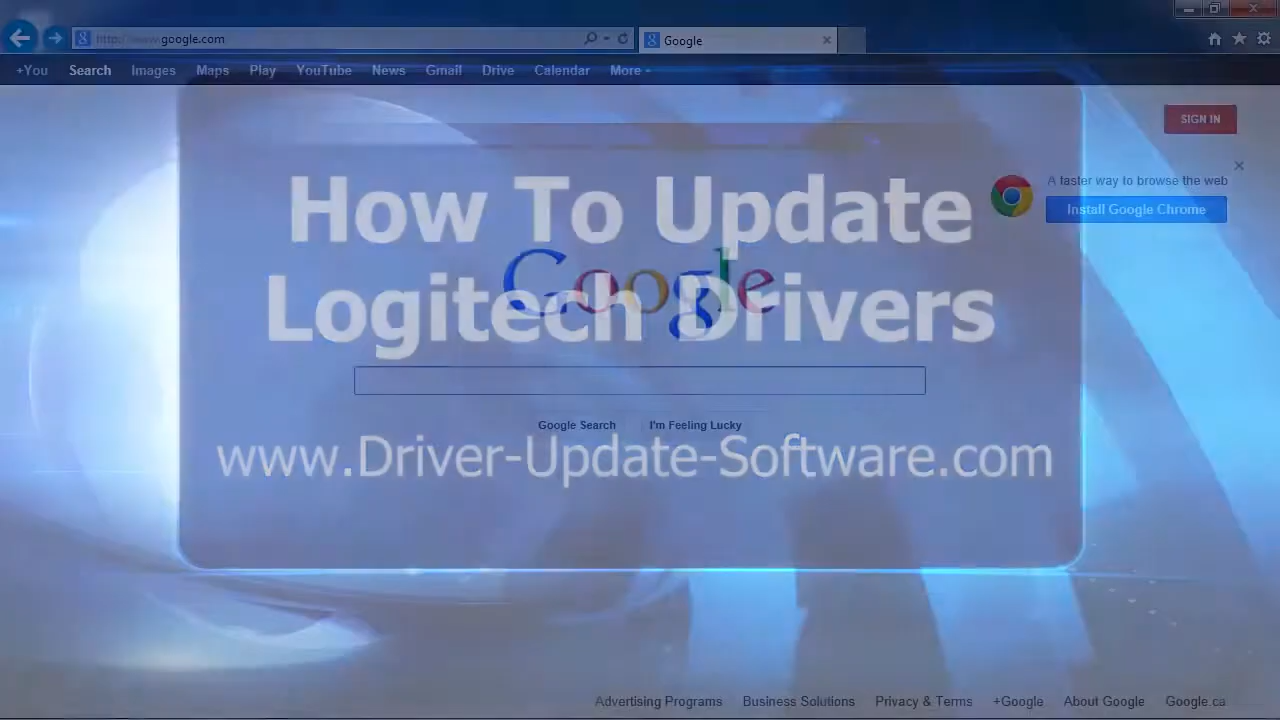 http://www.google.com
Google
+You Search Images Maps Play YouTube News Gmail Drive Calendar More
SIGN IN
A faster way to browse the web
Install Google Chrome
How To Update
Google
Logitech Drivers
Google Search I'm Feeling Lucky
www.Driver-Update-Software.com
Advertising Programs Business Solutions Privacy & Terms +Google About Google Google.ca